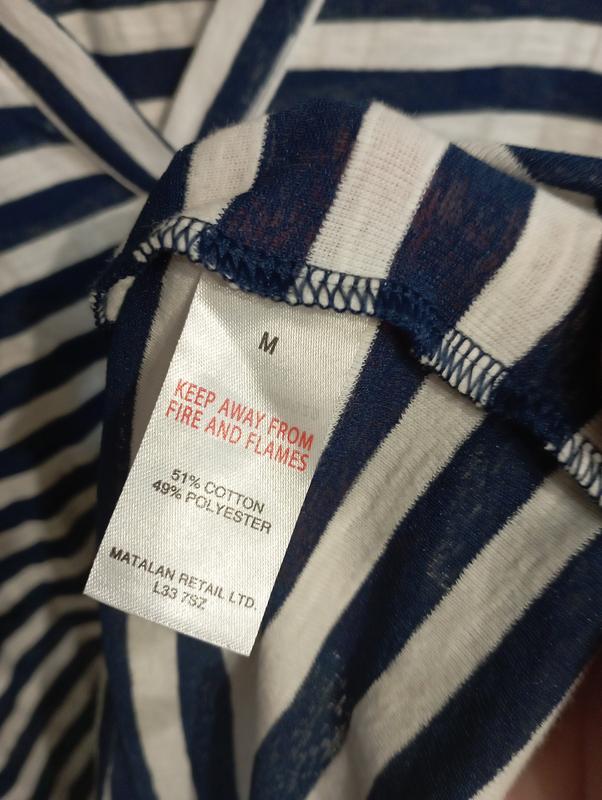 M
KEEP AWAY FROM
FIRE AND FLAMES
51% COTTON
49% POLYESTER
MATALAN RETAIL LTD.
L33 7SZ